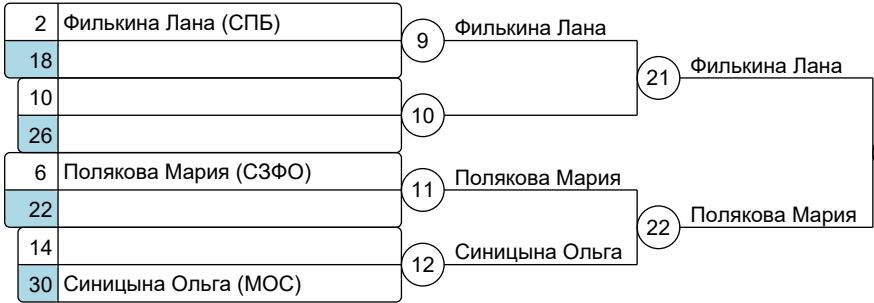 2 Филькина Лана (СПБ)
9 Филькина Лана
18
21 Филькина Лана
10
10
26
6 Полякова Мария (СЗФО)
11 Полякова Мария
22
22 Полякова Мария
14
12 Синицына Ольга
30 Синицына Ольга (МОС)